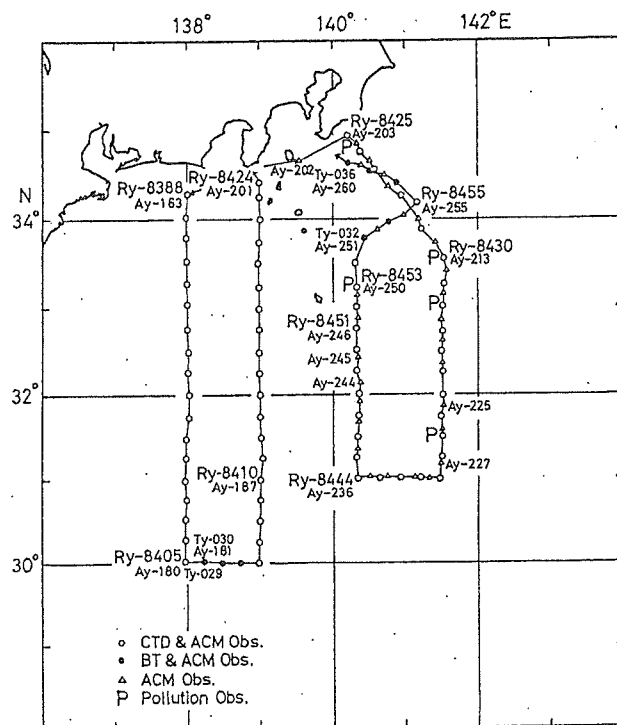 138° 140° 142°E
Ry-8425
Ay-203
P
Ry-8424
Ay-201
Ay-202
Ty-036
Ay-260
Ry-8388
Ay-163
Ry-8455
Ay-255
N
34°
Ty-032
Ay-251
Ry-8430
Ay-213
P
P
Ry-8453
Ay-250
P
Ry-8451
Ay-246
Ay-245
Ay-244
32°
Ay-225
P
Ay-227
Ry-8410
Ay-187
Ry-8444
Ay-236
Ty-030
Ay-181
30°
Ry-8405
Ay-180 Ty-029
CTD & ACM Obs.
BT & ACM Obs.
ACM Obs.
P Pollution Obs.